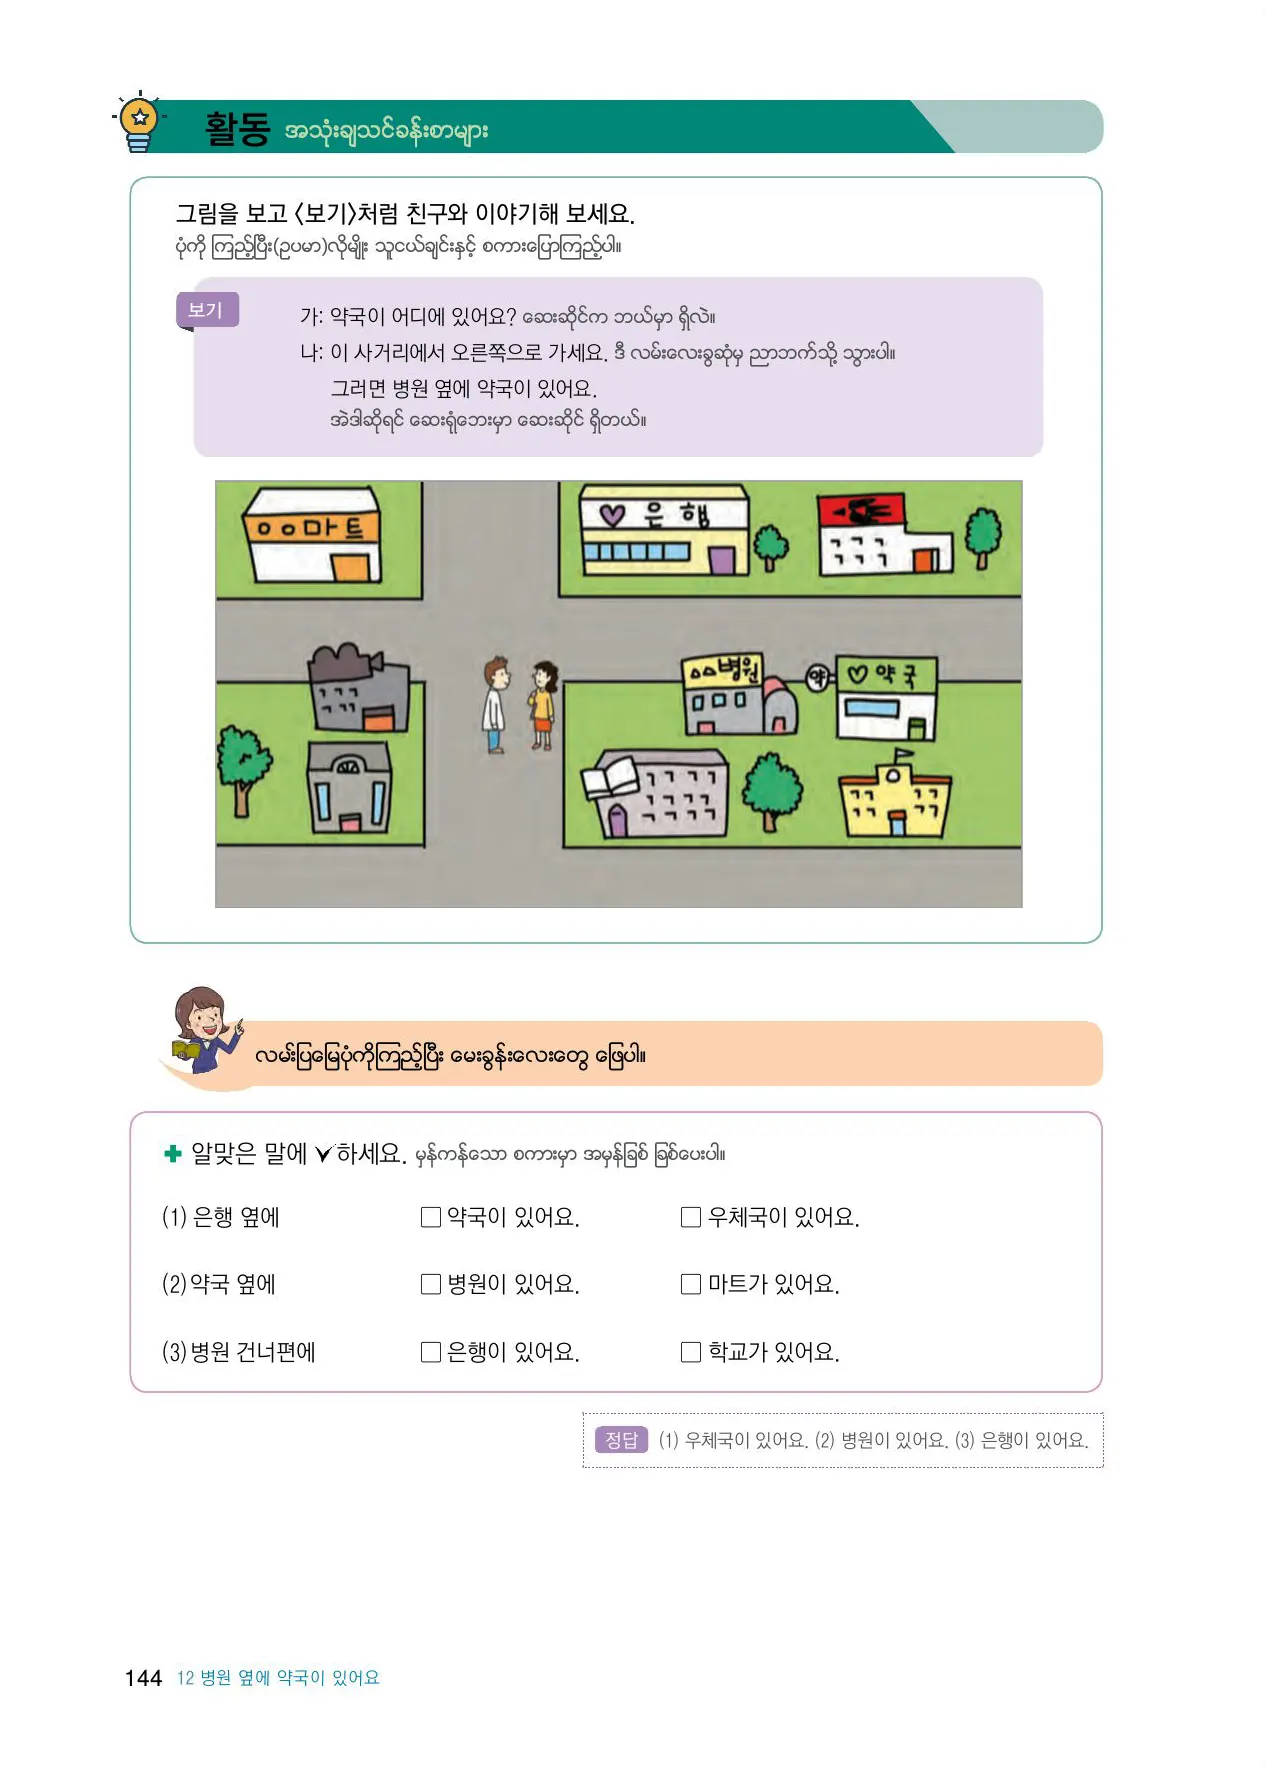 활동 အသုံးချသင်ခန်းစာများ
그림을 보고 〈보기〉처럼 친구와 이야기해 보세요.
ပုံကို ကြည့်ပြီး(ဥပမာ)လိုမျိုး သူငယ်ချင်းနှင့် စကားပြောကြည့်ပါ။
보기
가: 약국이 어디에 있어요? ဆေးဆိုင်က ဘယ်မှာ ရှိလဲ။
나: 이 사거리에서 오른쪽으로 가세요. ဒီ လမ်းလေးခွဆုံမှ ညာဘက်သို့ သွားပါ။
그러면 병원 옆에 약국이 있어요.
အဲဒါဆိုရင် ဆေးရုံဘေးမှာ ဆေးဆိုင် ရှိတယ်။
ㅇㅇ마트
은행
병원
약
약국
လမ်းပြမြေပုံကိုကြည့်ပြီး မေးခွန်းလေးတွေ ဖြေပါ။
알맞은 말에 ✓하세요. မှန်ကန်သော စကားမှာ အမှန်ခြစ် ခြစ်ပေးပါ။
(1) 은행 옆에 □ 약국이 있어요. □ 우체국이 있어요.
(2) 약국 옆에 □ 병원이 있어요. □ 마트가 있어요.
(3) 병원 건너편에 □ 은행이 있어요. □ 학교가 있어요.
정답 (1) 우체국이 있어요. (2) 병원이 있어요. (3) 은행이 있어요.
144 12 병원 옆에 약국이 있어요